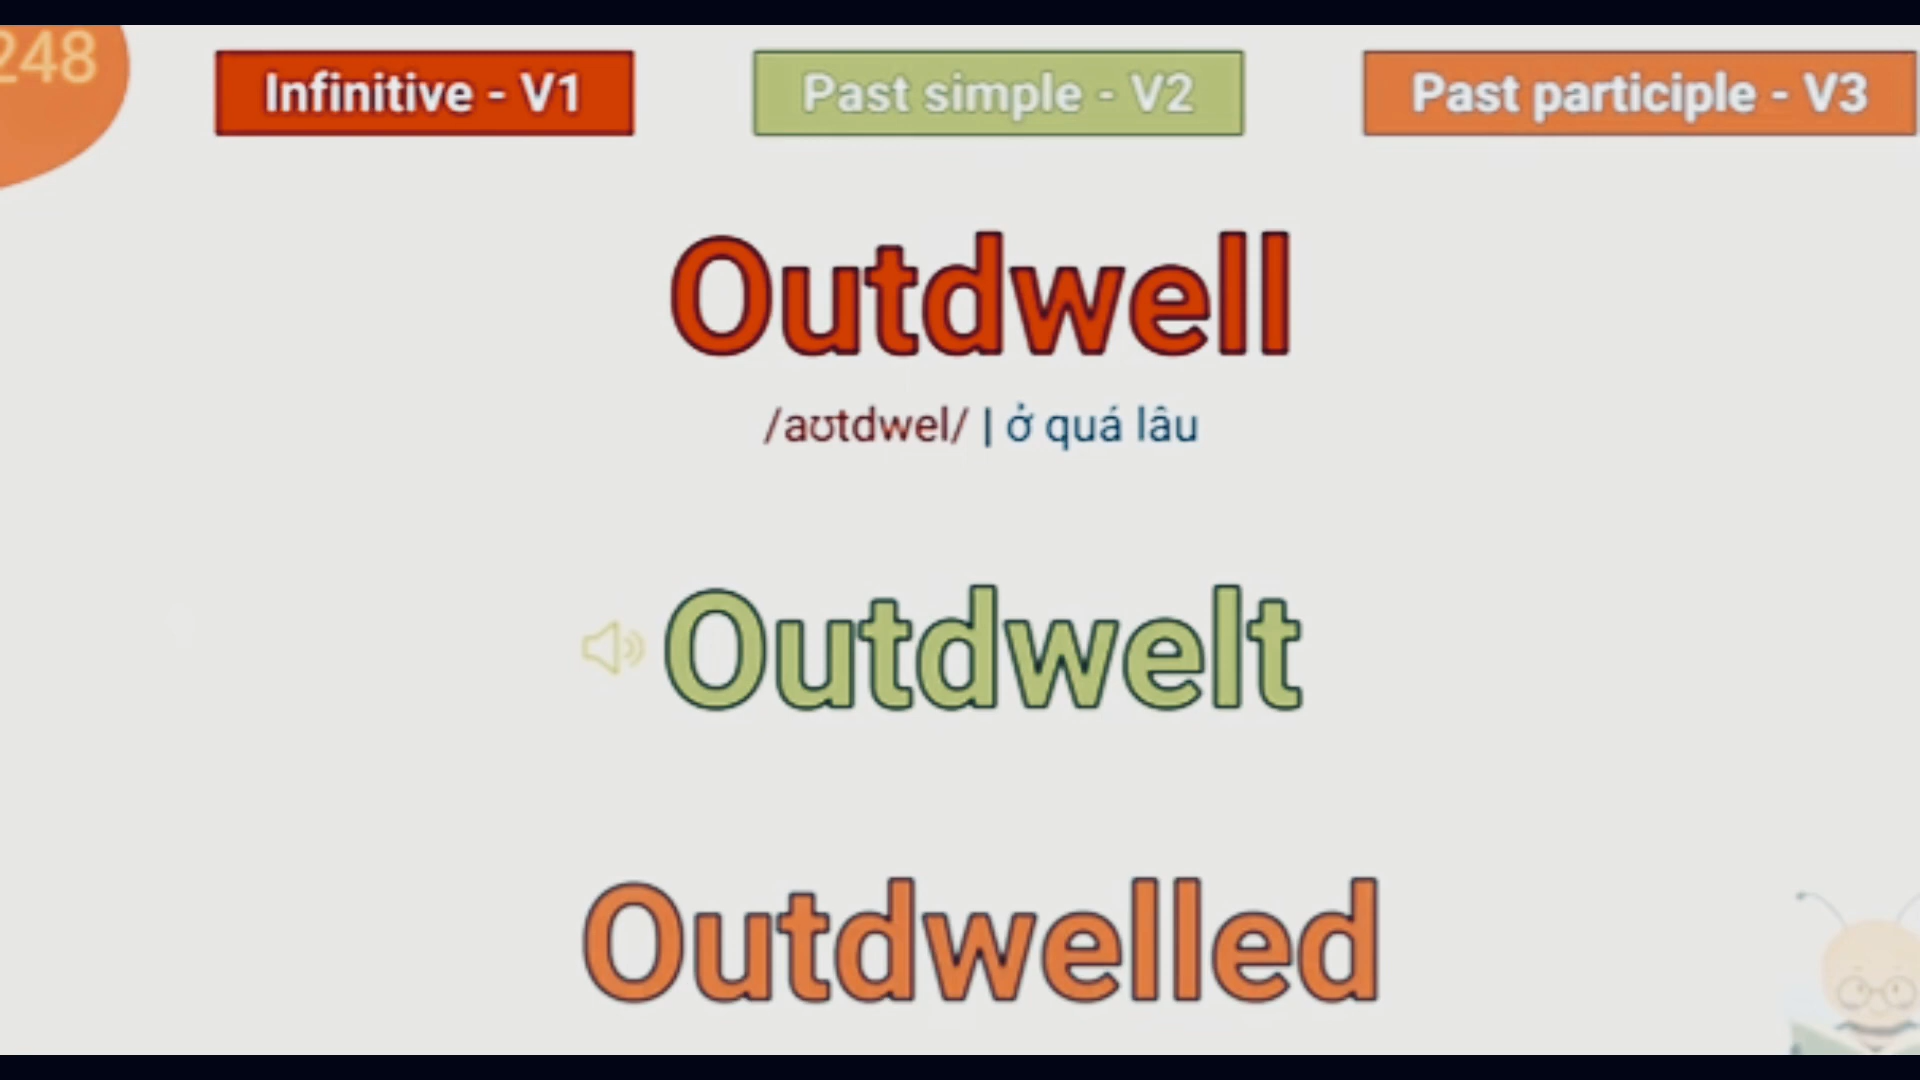 248
Infinitive - V1
Past simple - V2
Past participle - V3
Outdwell
/aʊtdwel/ | ở quá lâu
Outdwelt
Outdwelled